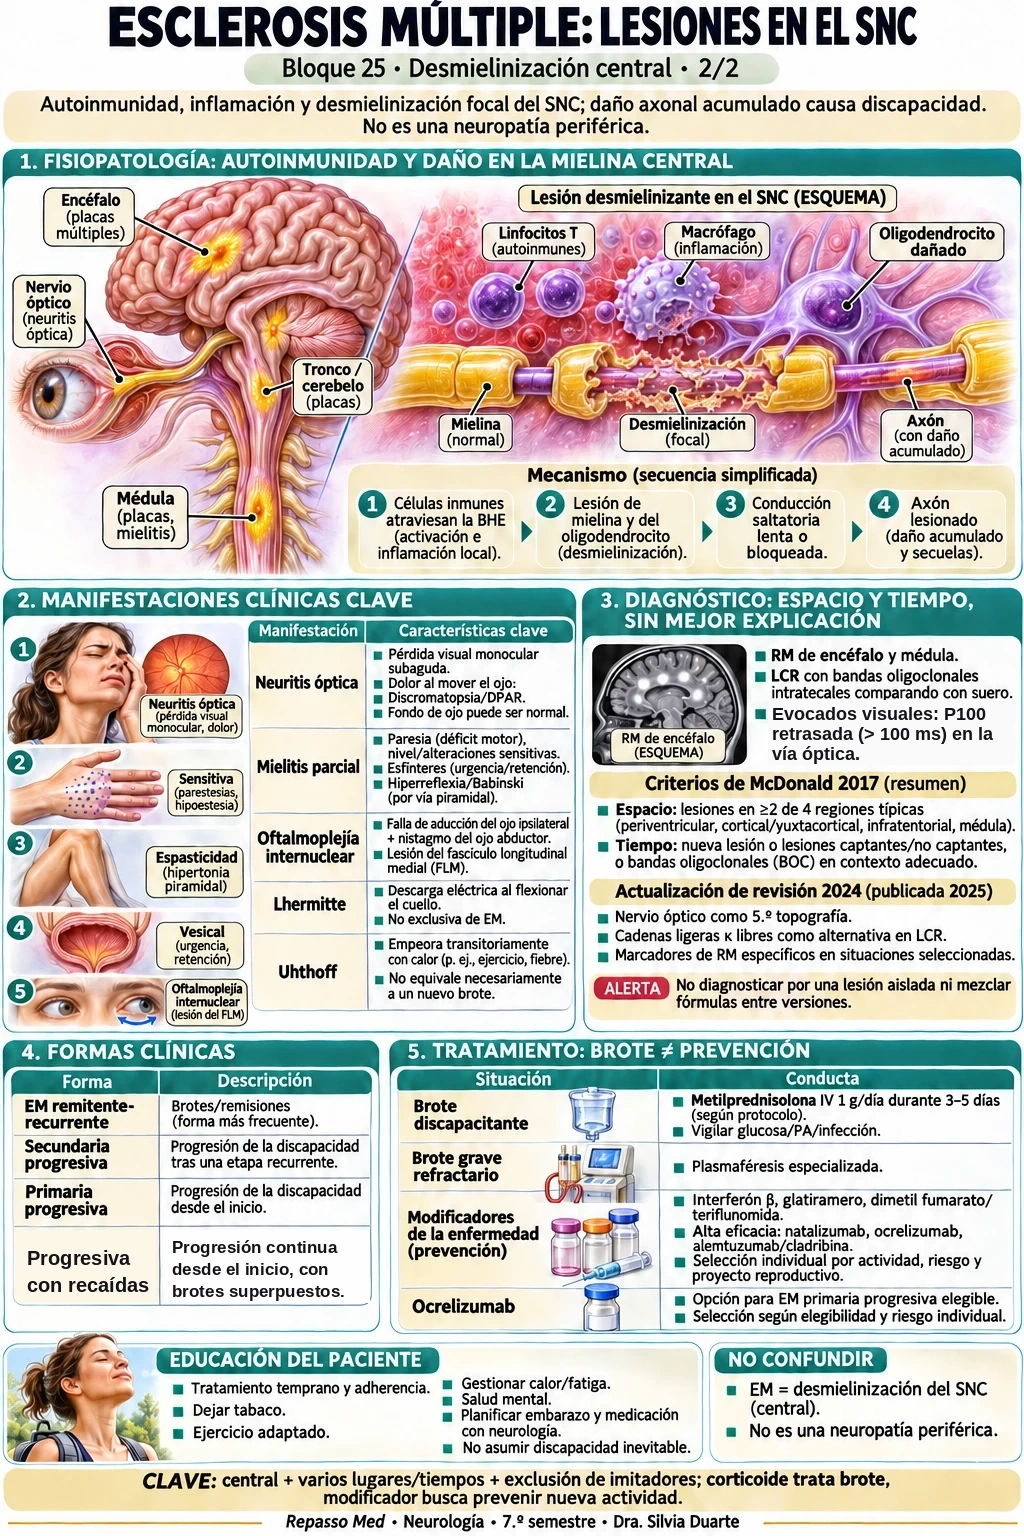 ESCLEROSIS MÚLTIPLE: LESIONES EN EL SNC
Bloque 25 • Desmielinización central • 2/2
Autoinmunidad, inflamación y desmielinización focal del SNC; daño axonal acumulado causa discapacidad.
No es una neuropatía periférica.
1. FISIOPATOLOGÍA: AUTOINMUNIDAD Y DAÑO EN LA MIELINA CENTRAL
Encéfalo
(placas
múltiples)
Nervio
óptico
(neuritis
óptica)
Tronco /
cerebelo
(placas)
Médula
(placas,
mielitis)
Lesión desmielinizante en el SNC (ESQUEMA)
Linfocitos T
(autoinmunes)
Macrófago
(inflamación)
Oligodendrocito
dañado
Mielina
(normal)
Desmielinización
(focal)
Axón
(con daño
acumulado)
Mecanismo (secuencia simplificada)
1 Células inmunes
atraviesan la BHE
(activación e
inflamación local).
2 Lesión de
mielina y del
oligodendrocito
(desmielinización).
3 Conducción
saltatoria
lenta o
bloqueada.
4 Axón
lesionado
(daño acumulado
y secuelas).
2. MANIFESTACIONES CLÍNICAS CLAVE
1
Neuritis óptica
(pérdida visual
monocular, dolor)
2
Sensitiva
(parestesias,
hipoestesia)
3
Espasticidad
(hipertonia
piramidal)
4
Vesical
(urgencia,
retención)
5
Oftalmoplejía
internuclear
(lesión del FLM)
Manifestación
Características clave
Neuritis óptica
Pérdida visual monocular
subaguda.
Dolor al mover el ojo:
Discromatopsia/DPAR.
Fondo de ojo puede ser normal.
Mielitis parcial
Paresia (déficit motor),
nivel/alteraciones sensitivas.
Esfínteres (urgencia/retención).
Hiperreflexia/Babinski
(por vía piramidal).
Oftalmoplejía
internuclear
Falla de aducción del ojo ipsilateral
+ nistagmo del ojo abductor.
Lesión del fascículo longitudinal
medial (FLM).
Lhermitte
Descarga eléctrica al flexionar
el cuello.
No exclusiva de EM.
Uhthoff
Empeora transitoriamente
con calor (p. ej., ejercicio, fiebre).
No equivale necesariamente
a un nuevo brote.
3. DIAGNÓSTICO: ESPACIO Y TIEMPO,
SIN MEJOR EXPLICACIÓN
RM de encéfalo
(ESQUEMA)
RM de encéfalo y médula.
LCR con bandas oligoclonales
intratecales comparando con suero.
Evocados visuales: P100
retrasada (> 100 ms) en la
vía óptica.
Criterios de McDonald 2017 (resumen)
Espacio: lesiones en ≥2 de 4 regiones típicas
(periventricular, cortical/yuxtacortical, infratentorial, médula).
Tiempo: nueva lesión o lesiones captantes/no captantes,
o bandas oligoclonales (BOC) en contexto adecuado.
Actualización de revisión 2024 (publicada 2025)
Nervio óptico como 5.º topografía.
Cadenas ligeras κ libres como alternativa en LCR.
Marcadores de RM específicos en situaciones seleccionadas.
ALERTA No diagnosticar por una lesión aislada ni mezclar
fórmulas entre versiones.
4. FORMAS CLÍNICAS
Forma
Descripción
EM remitente-
recurrente
Brotes/remisiones
(forma más frecuente).
Secundaria
progresiva
Progresión de la discapacidad
tras una etapa recurrente.
Primaria
progresiva
Progresión de la discapacidad
desde el inicio.
Progresiva
con recaídas
Progresión continua
desde el inicio, con
brotes superpuestos.
5. TRATAMIENTO: BROTE ≠ PREVENCIÓN
Situación
Conducta
Brote
discapacitante
Metilprednisolona IV 1 g/día durante 3–5 días
(según protocolo).
Vigilar glucosa/PA/infección.
Brote grave
refractario
Plasmaféresis especializada.
Modificadores
de la enfermedad
(prevención)
Interferón β, glatiramero, dimetil fumarato/
teriflunomida.
Alta eficacia: natalizumab, ocrelizumab,
alemtuzumab/cladribina.
Selección individual por actividad, riesgo y
proyecto reproductivo.
Ocrelizumab
Opción para EM primaria progresiva elegible.
Selección según elegibilidad y riesgo individual.
EDUCACIÓN DEL PACIENTE
Tratamiento temprano y adherencia.
Dejar tabaco.
Ejercicio adaptado.
Gestionar calor/fatiga.
Salud mental.
Planificar embarazo y medicación
con neurología.
No asumir discapacidad inevitable.
NO CONFUNDIR
EM = desmielinización del SNC
(central).
No es una neuropatía periférica.
CLAVE: central + varios lugares/tiempos + exclusión de imitadores; corticoide trata brote,
modificador busca prevenir nueva actividad.
Repasso Med • Neurología • 7.º semestre • Dra. Silvia Duarte